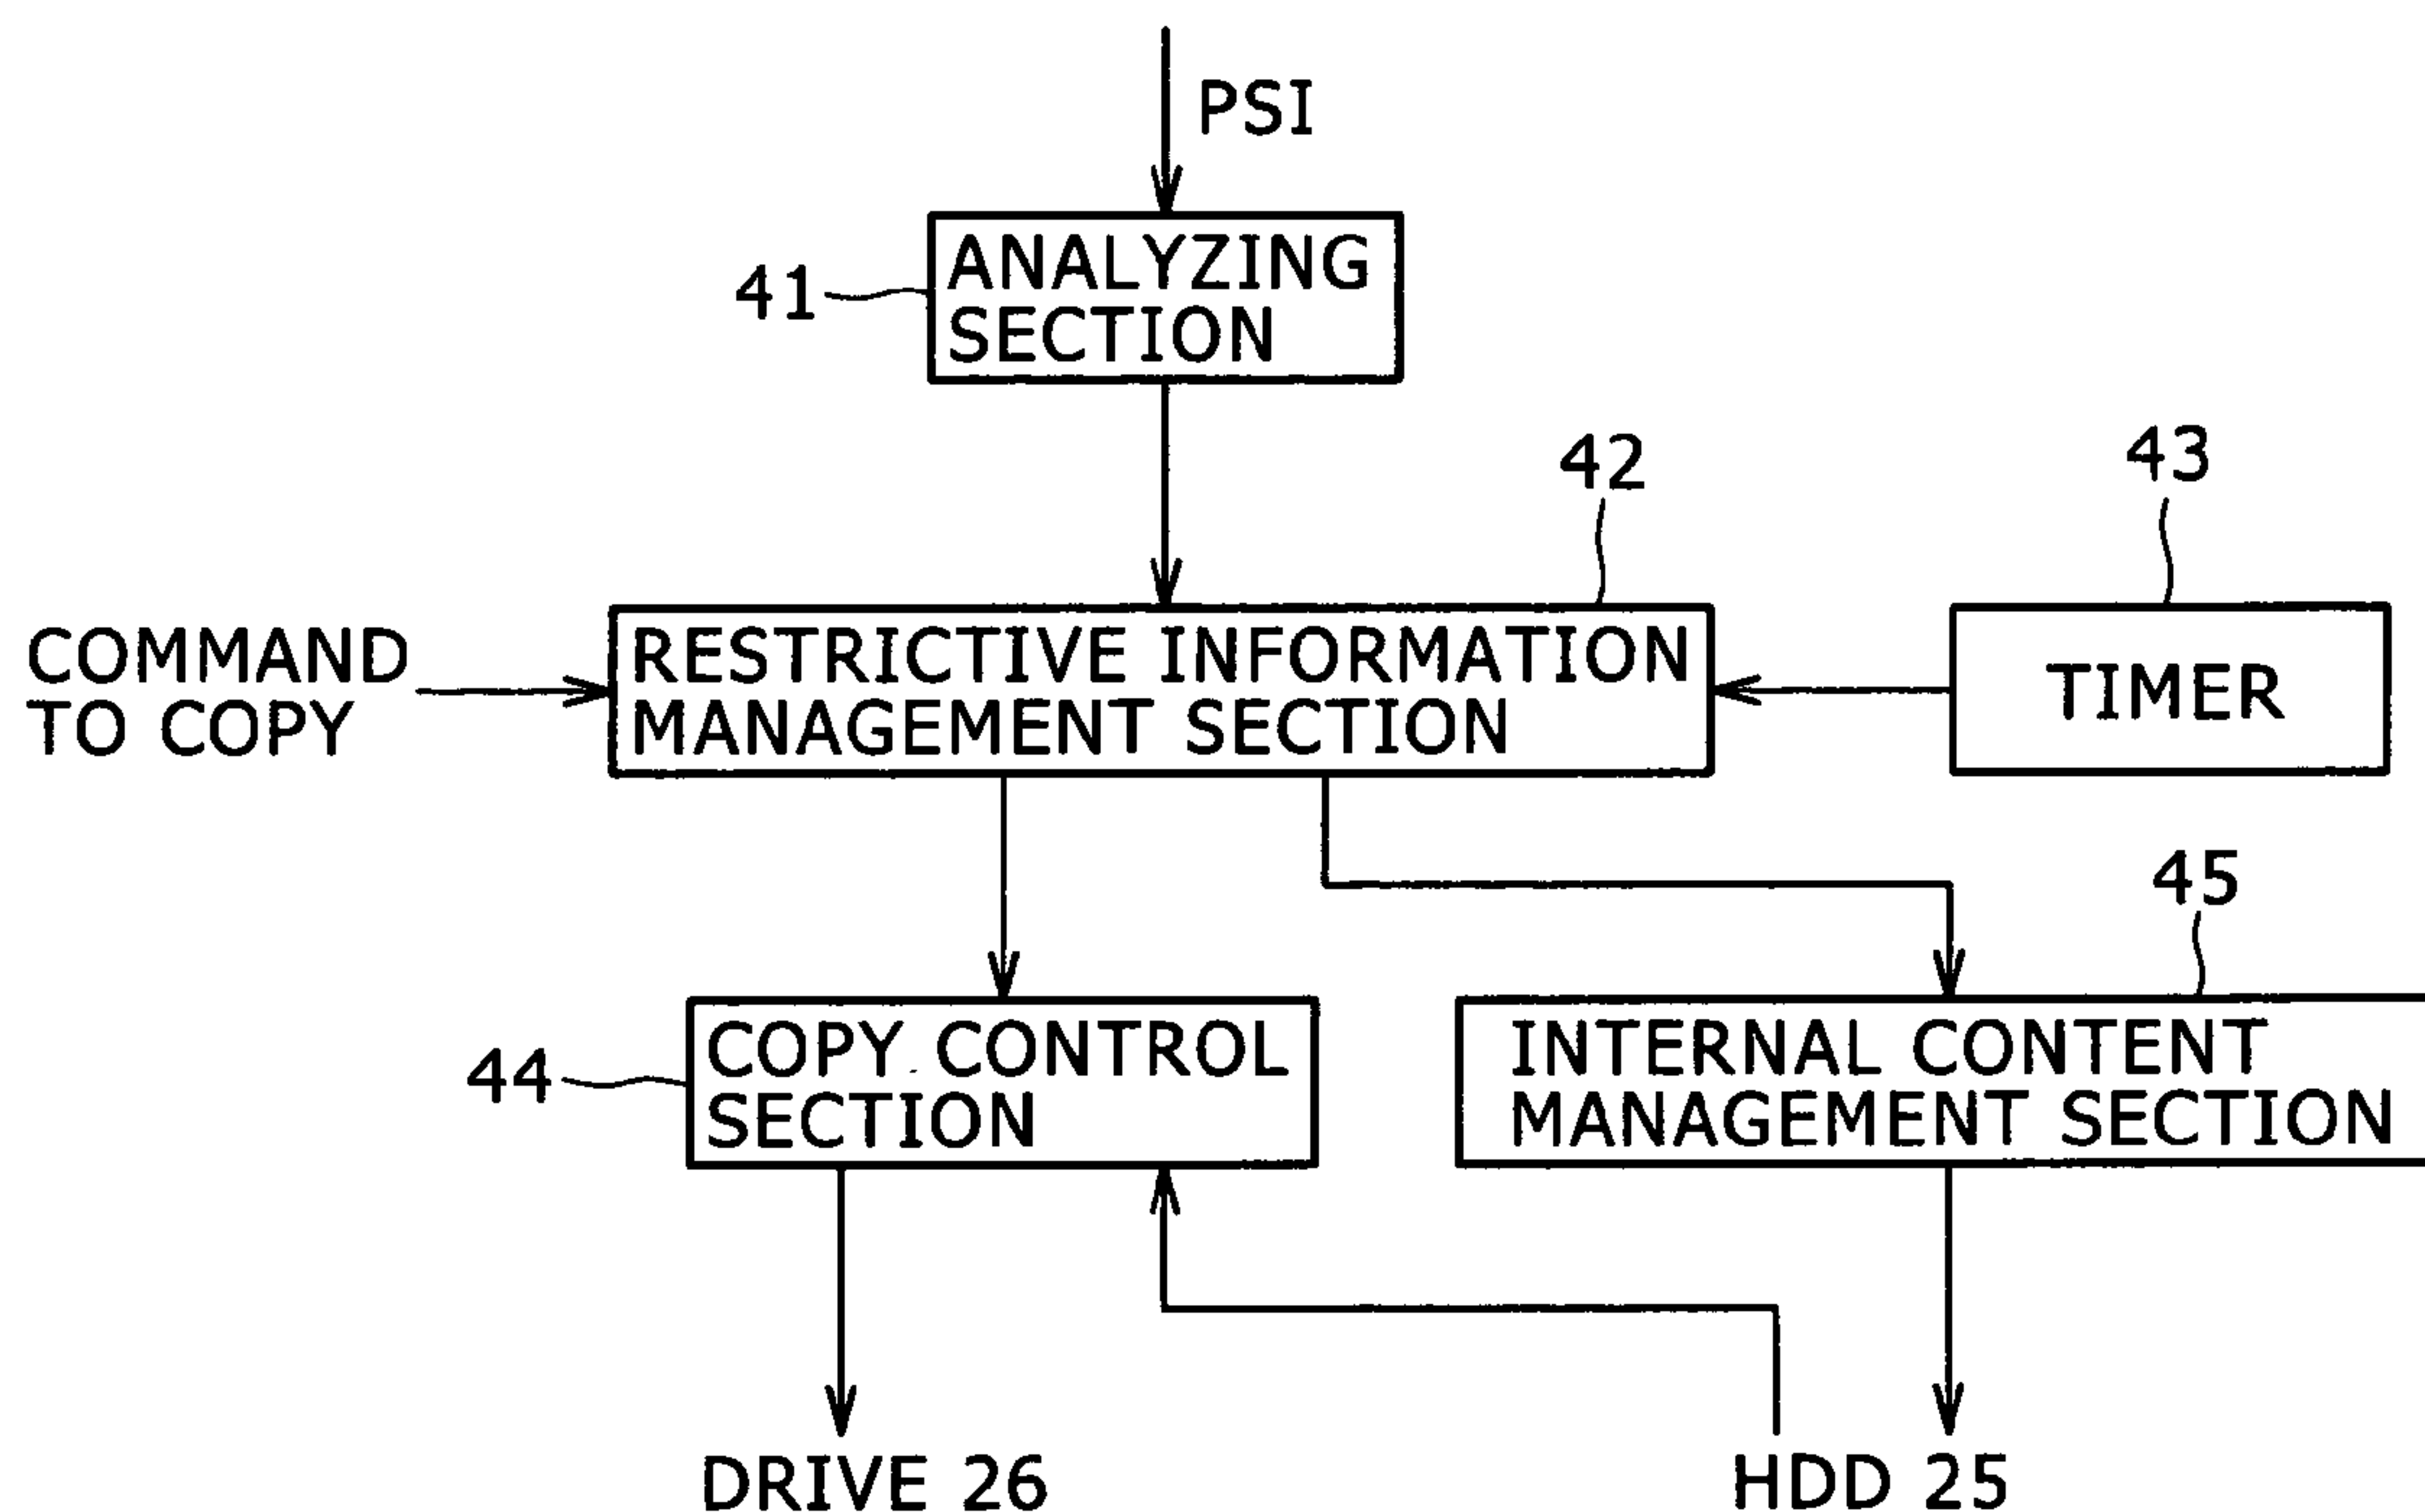 PSI
41
ANALYZING
SECTION
42
43
COMMAND
TO COPY
RESTRICTIVE INFORMATION
MANAGEMENT SECTION
TIMER
45
44
COPY CONTROL
SECTION
INTERNAL CONTENT
MANAGEMENT SECTION
DRIVE 26
HDD 25